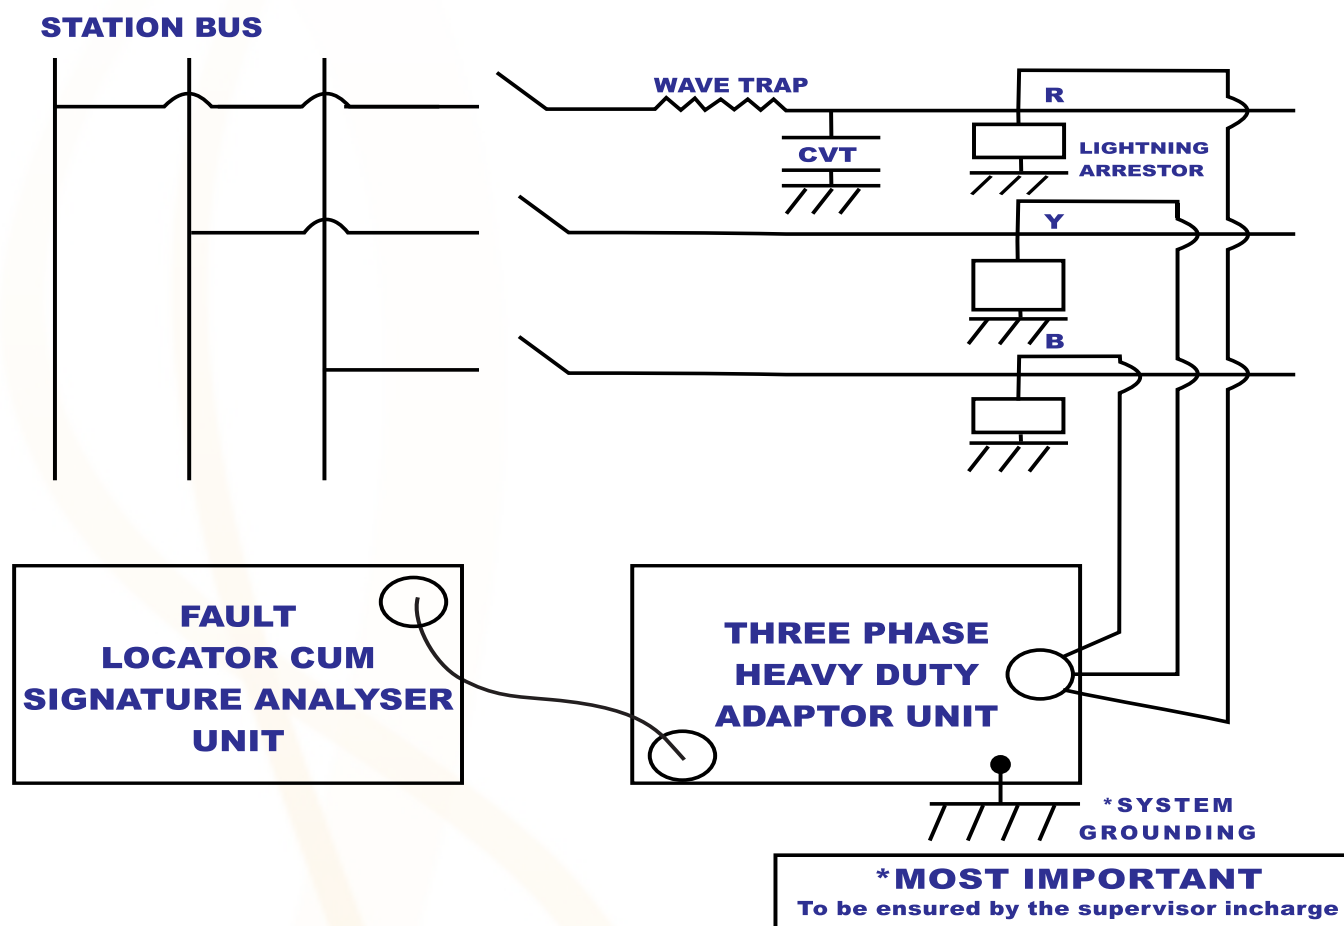 STATION BUS
WAVE TRAP
R
CVT
LIGHTNING
ARRESTOR
Y
B
FAULT
LOCATOR CUM
SIGNATURE ANALYSER
UNIT
THREE PHASE
HEAVY DUTY
ADAPTOR UNIT
*SYSTEM
GROUNDING
*MOST IMPORTANT
To be ensured by the supervisor incharge